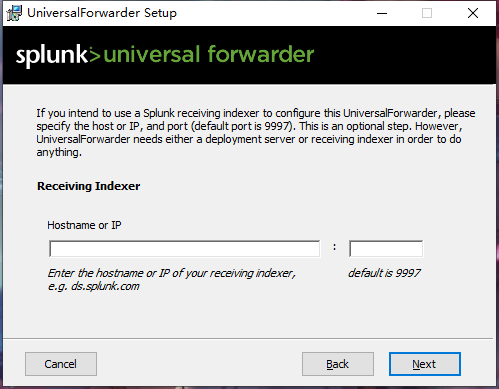 UniversalForwarder Setup
splunk> universal forwarder
If you intend to use a Splunk receiving indexer to configure this UniversalForwarder, please
specify the host or IP, and port (default port is 9997). This is an optional step. However,
UniversalForwarder needs either a deployment server or receiving indexer in order to do
anything.
Receiving Indexer
Hostname or IP
:
Enter the hostname or IP of your receiving indexer, default is 9997
e.g. ds.splunk.com
Cancel Back Next